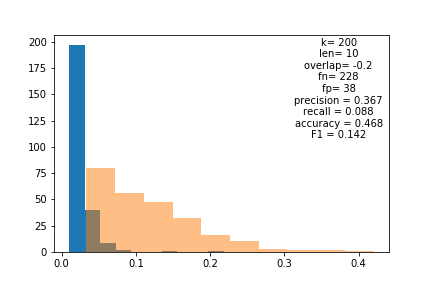 200
175
150
125
100
75
50
25
0
0.0
0.1
0.2
0.3
0.4
k= 200
len= 10
overlap= -0.2
fn= 228
fp= 38
precision = 0.367
recall = 0.088
accuracy = 0.468
F1 = 0.142